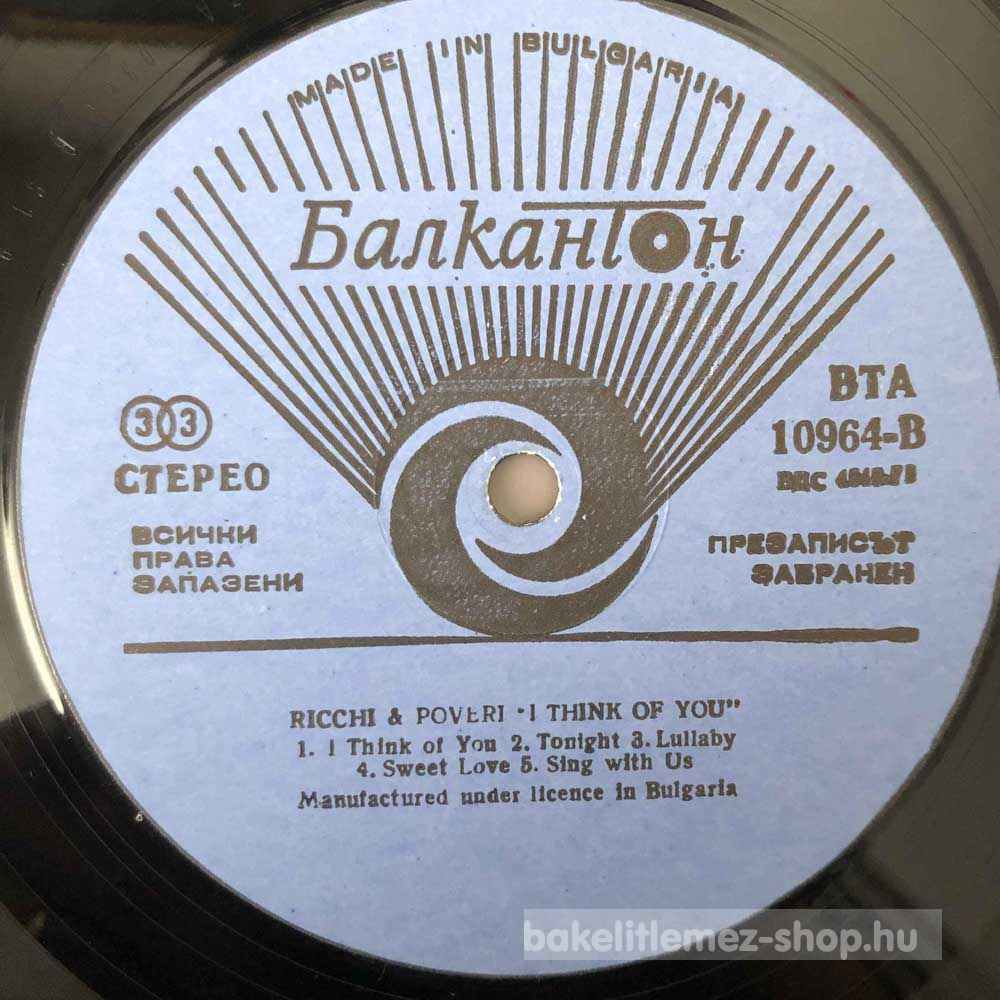 MADE IN BULGARIA
Балкантон
33
СТЕРЕО
ВСИЧКИ
ПРАВА
ЗАПАЗЕНИ
ВТА
10964-В
ПРЕЗАПИСЪТ
ЗАБРАНЕН
RICCHI & POVERI "I THINK OF YOU"
1. I Think of You 2. Tonight 3. Lullaby
4. Sweet Love 5. Sing with Us
Manufactured under licence in Bulgaria
bakelitlemez-shop.hu